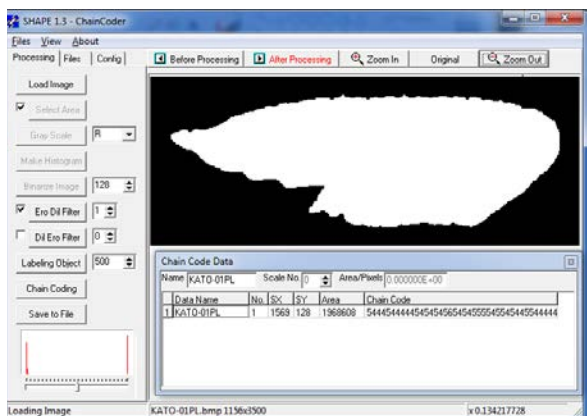 SHAPE 1.3 - ChainCoder
Files View About
Processing Files Config
Before Processing After Processing Zoom In Original Zoom Out
Load Image
Select Area
Gray Scale R
Make Histogram
Binarize Image 128
Ero Dil Filter 1
Dil Ero Filter 0
Labeling Object 500
Chain Coding
Save to File
Chain Code Data
Name KATO-01PL Scale No. 0 Area/Pixels 0.000000E+00
Data Name No. SX SY Area Chain Code
1 KATO-01PL 1 1569 128 1968608
Loading Image KATO-01PL.bmp 1156x3500 x 0.134217728